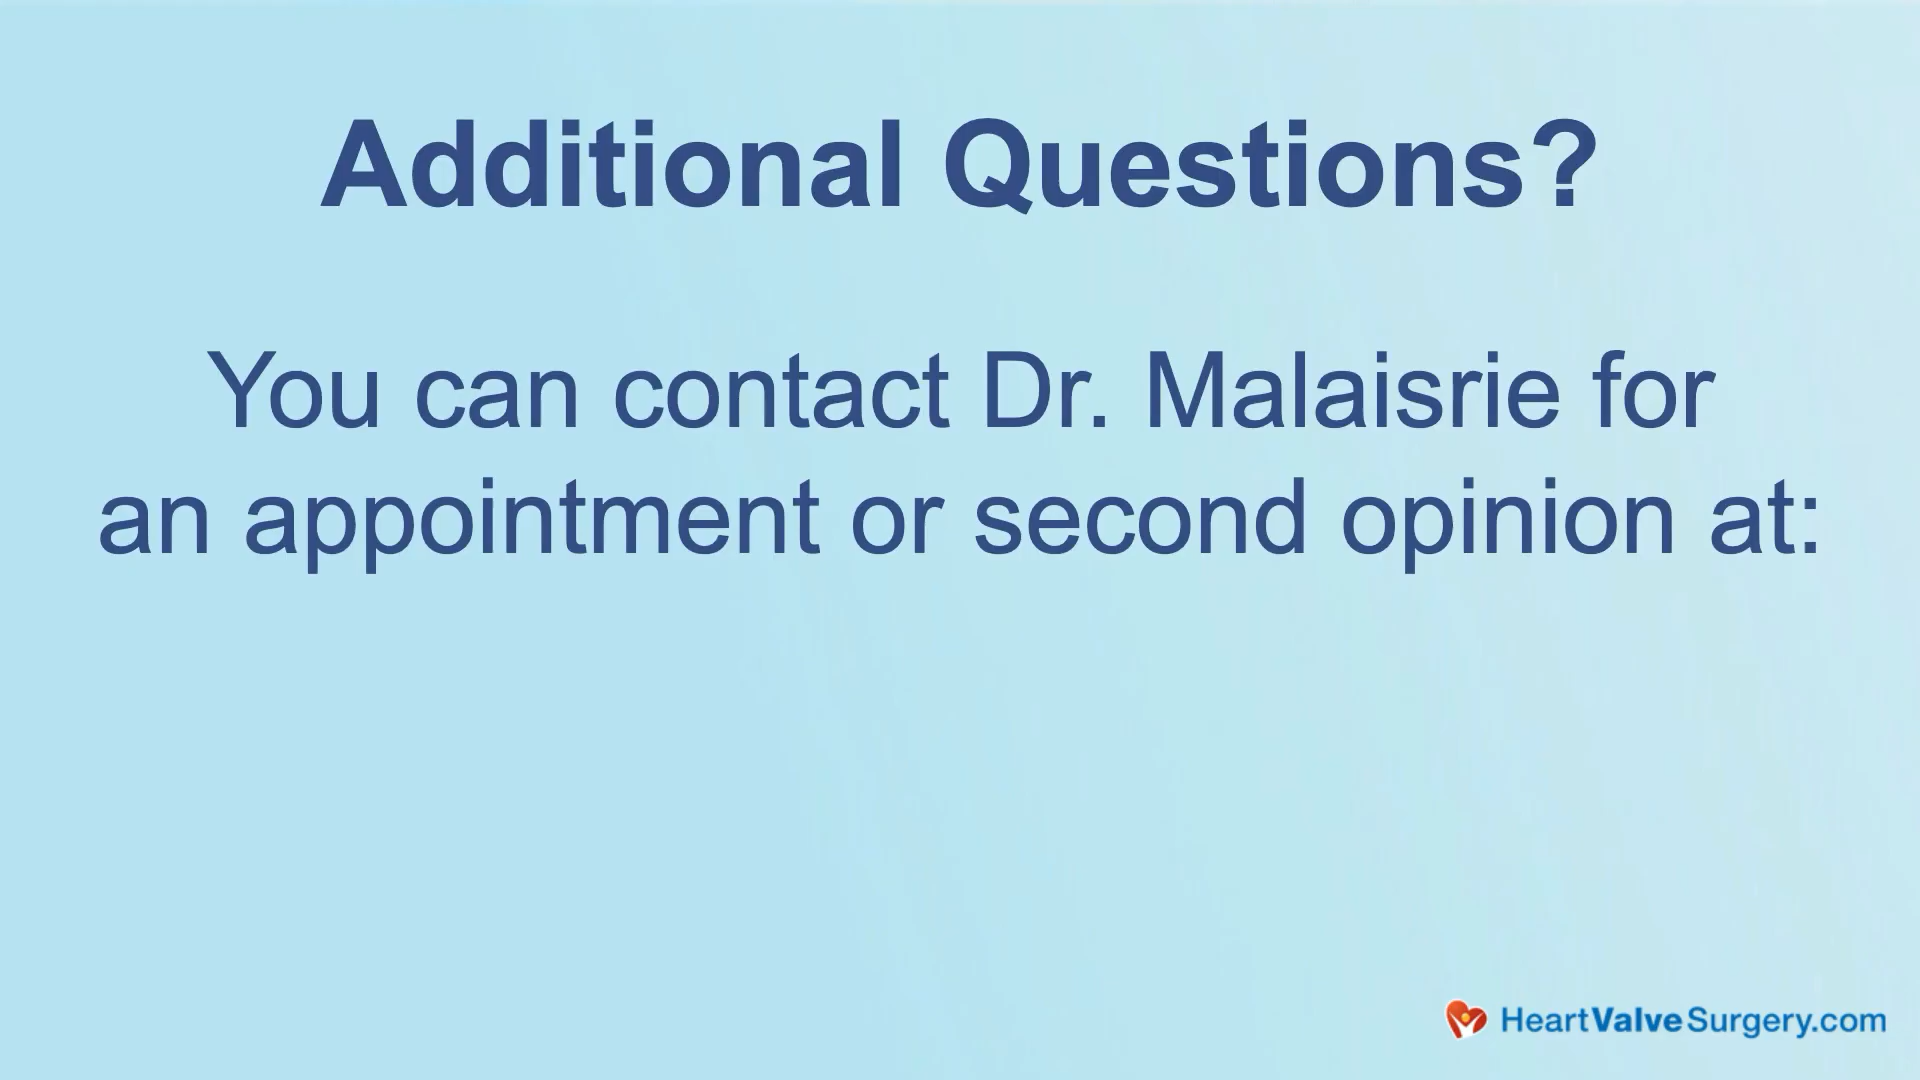 Additional Questions?
You can contact Dr. Malaisrie for
an appointment or second opinion at:
HeartValveSurgery.com